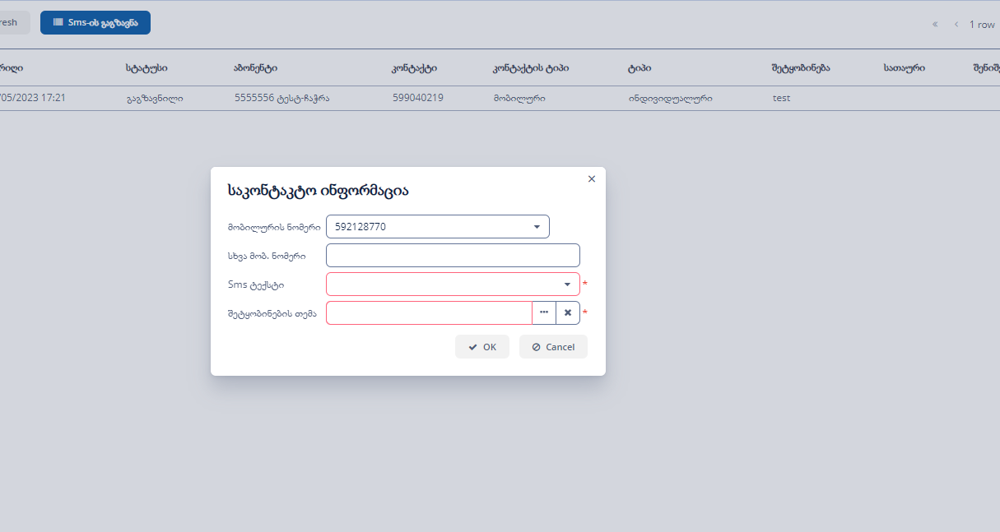 resh Sms-ის გაგზავნა « ‹ 1 row
რიღი სტატუსი აბონენტი კონტაქტი კონტაქტის ტიპი ტიპი შეტყობინება სათაური შენიშ
/05/2023 17:21 გაგზავნილი 5555556 ტესტ-ჩაჭრა 599040219 მობილური ინდივიდუალური test
საკონტაკტო ინფორმაცია
მობილურის ნომერი 592128770
სხვა მობ. ნომერი
Sms ტექსტი *
შეტყობინების თემა *
OK Cancel